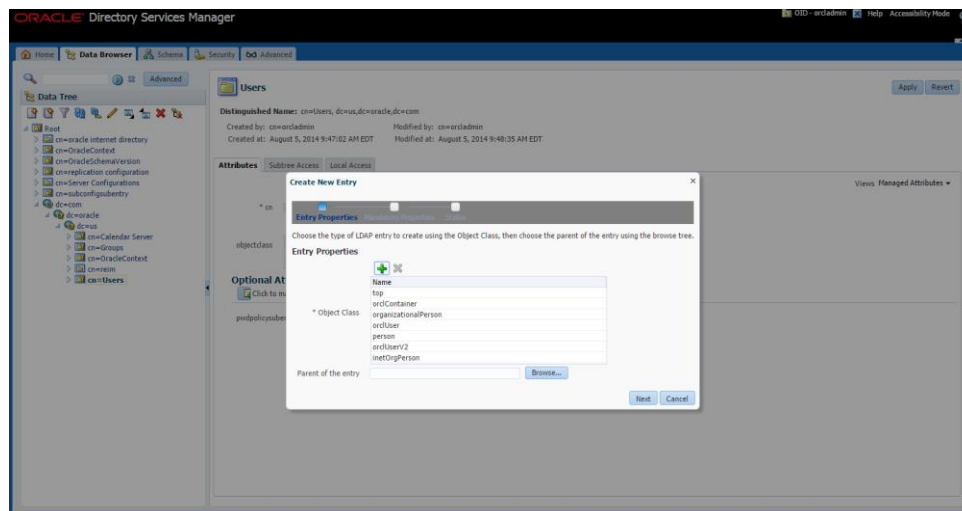 ORACLE Directory Services Manager
OID - orcladmin Help Accessibility Mode
Home Data Browser Schema Security Advanced
Advanced
Data Tree
Root
cn=oracle internet directory
cn=OracleContext
cn=OracleSchemaVersion
cn=replication configuration
cn=Server Configurations
cn=subconfigsubentry
dc=com
dc=oracle
dc=us
cn=Calendar Server
cn=Groups
cn=OracleContext
cn=reim
cn=Users
Users
Apply Revert
Distinguished Name: cn=Users, dc=us,dc=oracle,dc=com
Created by: cn=orcladmin Modified by: cn=orcladmin
Created at: August 5, 2014 9:47:02 AM EDT Modified at: August 5, 2014 9:48:35 AM EDT
Attributes Subtree Access Local Access
Views Managed Attributes
* cn
objectclass
Optional At
Click to ma
pwdpolicysuben
Create New Entry
Entry Properties Mandatory Properties Status
Choose the type of LDAP entry to create using the Object Class, then choose the parent of the entry using the browse tree.
Entry Properties
* Object Class
Name
top
orclContainer
organizationalPerson
orclUser
person
orclUserV2
inetOrgPerson
Parent of the entry Browse...
Next Cancel